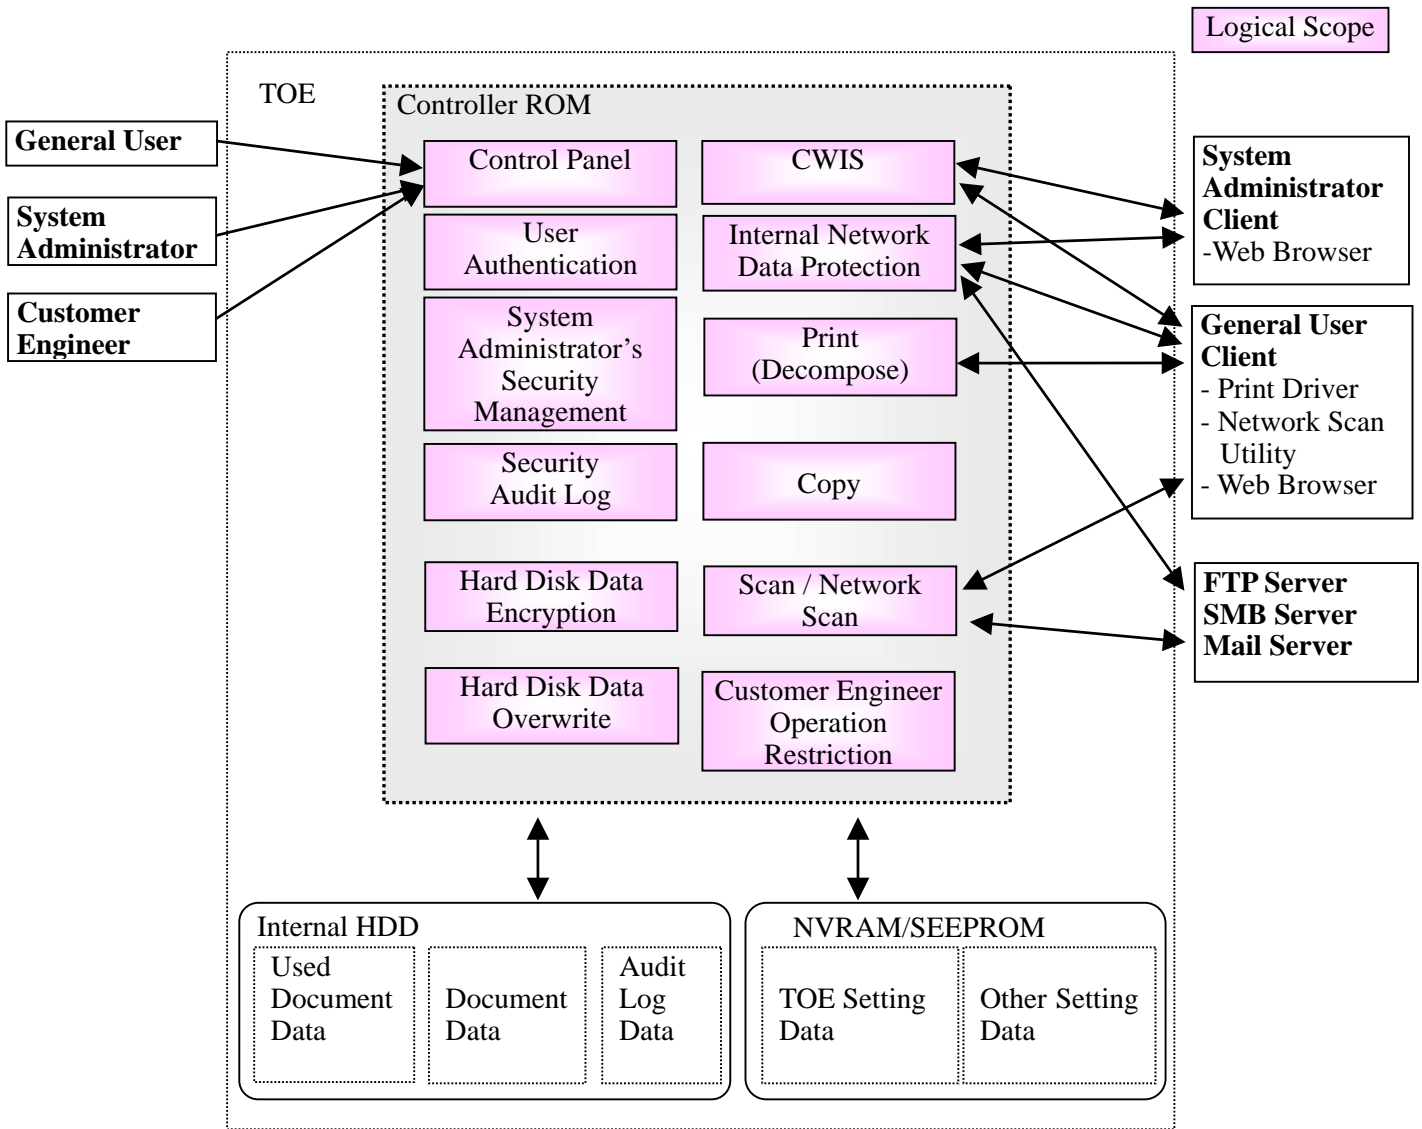 Logical Scope
TOE
Controller ROM
General User
System
Administrator
Customer
Engineer
Control Panel
User
Authentication
System
Administrator’s
Security
Management
Security
Audit Log
Hard Disk Data
Encryption
Hard Disk Data
Overwrite
CWIS
Internal Network
Data Protection
Print
(Decompose)
Copy
Scan / Network
Scan
Customer Engineer
Operation
Restriction
System
Administrator
Client
-Web Browser
General User
Client
- Print Driver
- Network Scan
Utility
- Web Browser
FTP Server
SMB Server
Mail Server
Internal HDD
Used
Document
Data
Document
Data
Audit
Log
Data
NVRAM/SEEPROM
TOE Setting
Data
Other Setting
Data